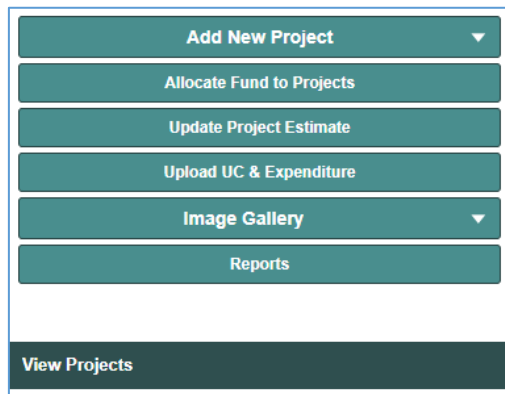 Add New Project
Allocate Fund to Projects
Update Project Estimate
Upload UC & Expenditure
Image Gallery
Reports
View Projects